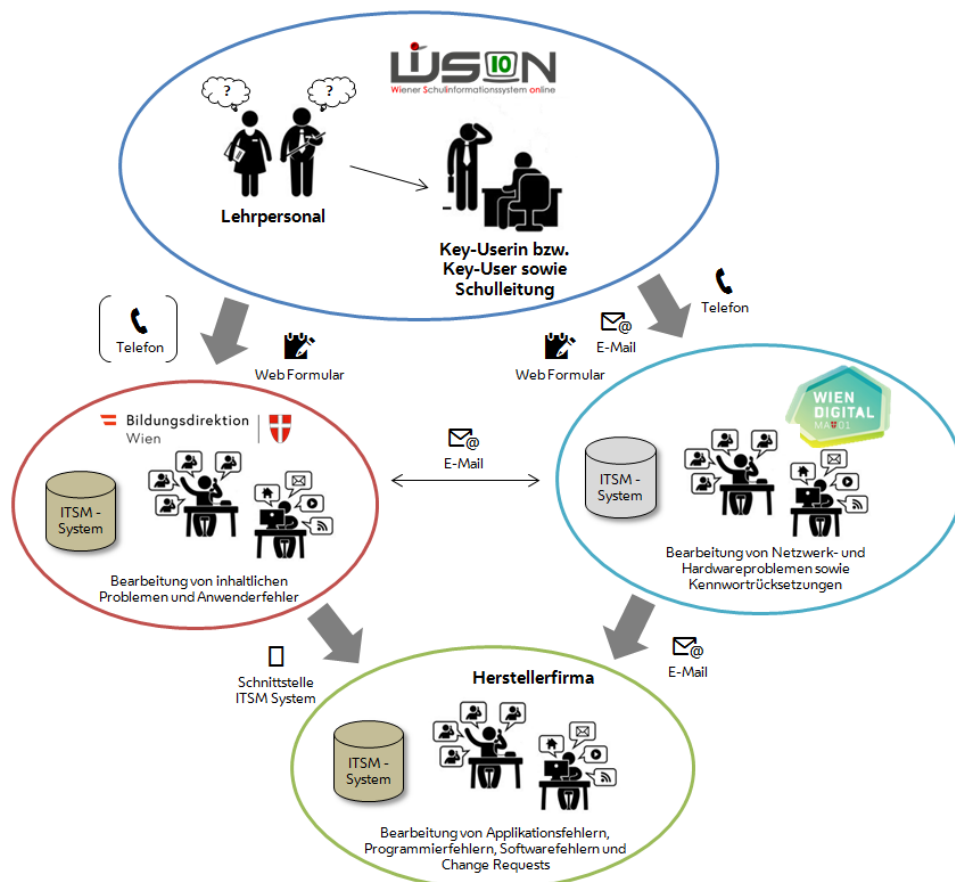 WiSION
10
Wiener Schulinformationssystem online
?
?
Lehrpersonal
Key-Userin bzw.
Key-User sowie
Schulleitung
Telefon
Web Formular
E-Mail
Web Formular
Telefon
Bildungsdirektion
Wien
ITSM -
System
Bearbeitung von inhaltlichen
Problemen und Anwenderfehler
E-Mail
WIEN
DIGITAL
MA 01
ITSM -
System
Bearbeitung von Netzwerk- und
Hardwareproblemen sowie
Kennwortrücksetzungen
Schnittstelle
ITSM System
E-Mail
Herstellerfirma
ITSM -
System
Bearbeitung von Applikationsfehlern,
Programmierfehlern, Softwarefehlern und
Change Requests